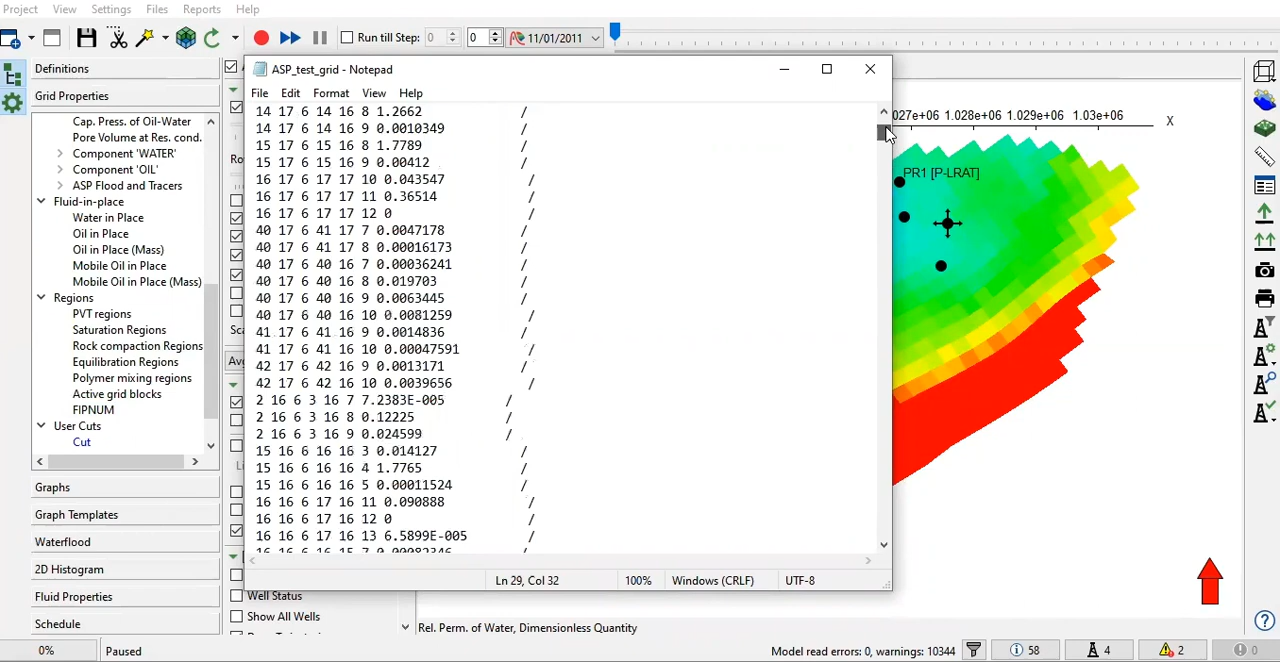 Project View Settings Files Reports Help
Run till Step: 0 0 11/01/2011
Definitions
Grid Properties
Cap. Press. of Oil-Water
Pore Volume at Res. cond.
Component 'WATER'
Component 'OIL'
ASP Flood and Tracers
Fluid-in-place
Water in Place
Oil in Place
Oil in Place (Mass)
Mobile Oil in Place
Mobile Oil in Place (Mass)
Regions
PVT regions
Saturation Regions
Rock compaction Regions
Equilibration Regions
Polymer mixing regions
Active grid blocks
FIPNUM
User Cuts
Cut
Graphs
Graph Templates
Waterflood
2D Histogram
Fluid Properties
Schedule
ASP_test_grid - Notepad
File Edit Format View Help
14 17 6 14 16 8 1.2662 /
14 17 6 14 16 9 0.0010349 /
15 17 6 15 16 8 1.7789 /
15 17 6 15 16 9 0.00412 /
16 17 6 17 17 10 0.043547 /
16 17 6 17 17 11 0.36514 /
16 17 6 17 17 12 0 /
40 17 6 41 17 7 0.0047178 /
40 17 6 41 17 8 0.00016173 /
40 17 6 40 16 7 0.00036241 /
40 17 6 40 16 8 0.019703 /
40 17 6 40 16 9 0.0063445 /
40 17 6 40 16 10 0.0081259 /
41 17 6 41 16 9 0.0014836 /
41 17 6 41 16 10 0.00047591 /
42 17 6 42 16 9 0.0013171 /
42 17 6 42 16 10 0.0039656 /
2 16 6 3 16 7 7.2383E-005 /
2 16 6 3 16 8 0.12225 /
2 16 6 3 16 9 0.024599 /
15 16 6 16 16 3 0.014127 /
15 16 6 16 16 4 1.7765 /
15 16 6 16 16 5 0.00011524 /
16 16 6 17 16 11 0.090888 /
16 16 6 17 16 12 0 /
16 16 6 17 16 13 6.5899E-005 /
16 16 6 16 15 7 0.00082346 /
Ln 29, Col 32 100% Windows (CRLF) UTF-8
Well Status
Show All Wells
027e+06 1.028e+06 1.029e+06 1.03e+06 X
PR1 [P-LRAT]
Rel. Perm. of Water, Dimensionless Quantity
0% Paused Model read errors: 0, warnings: 10344 58 4 2 0